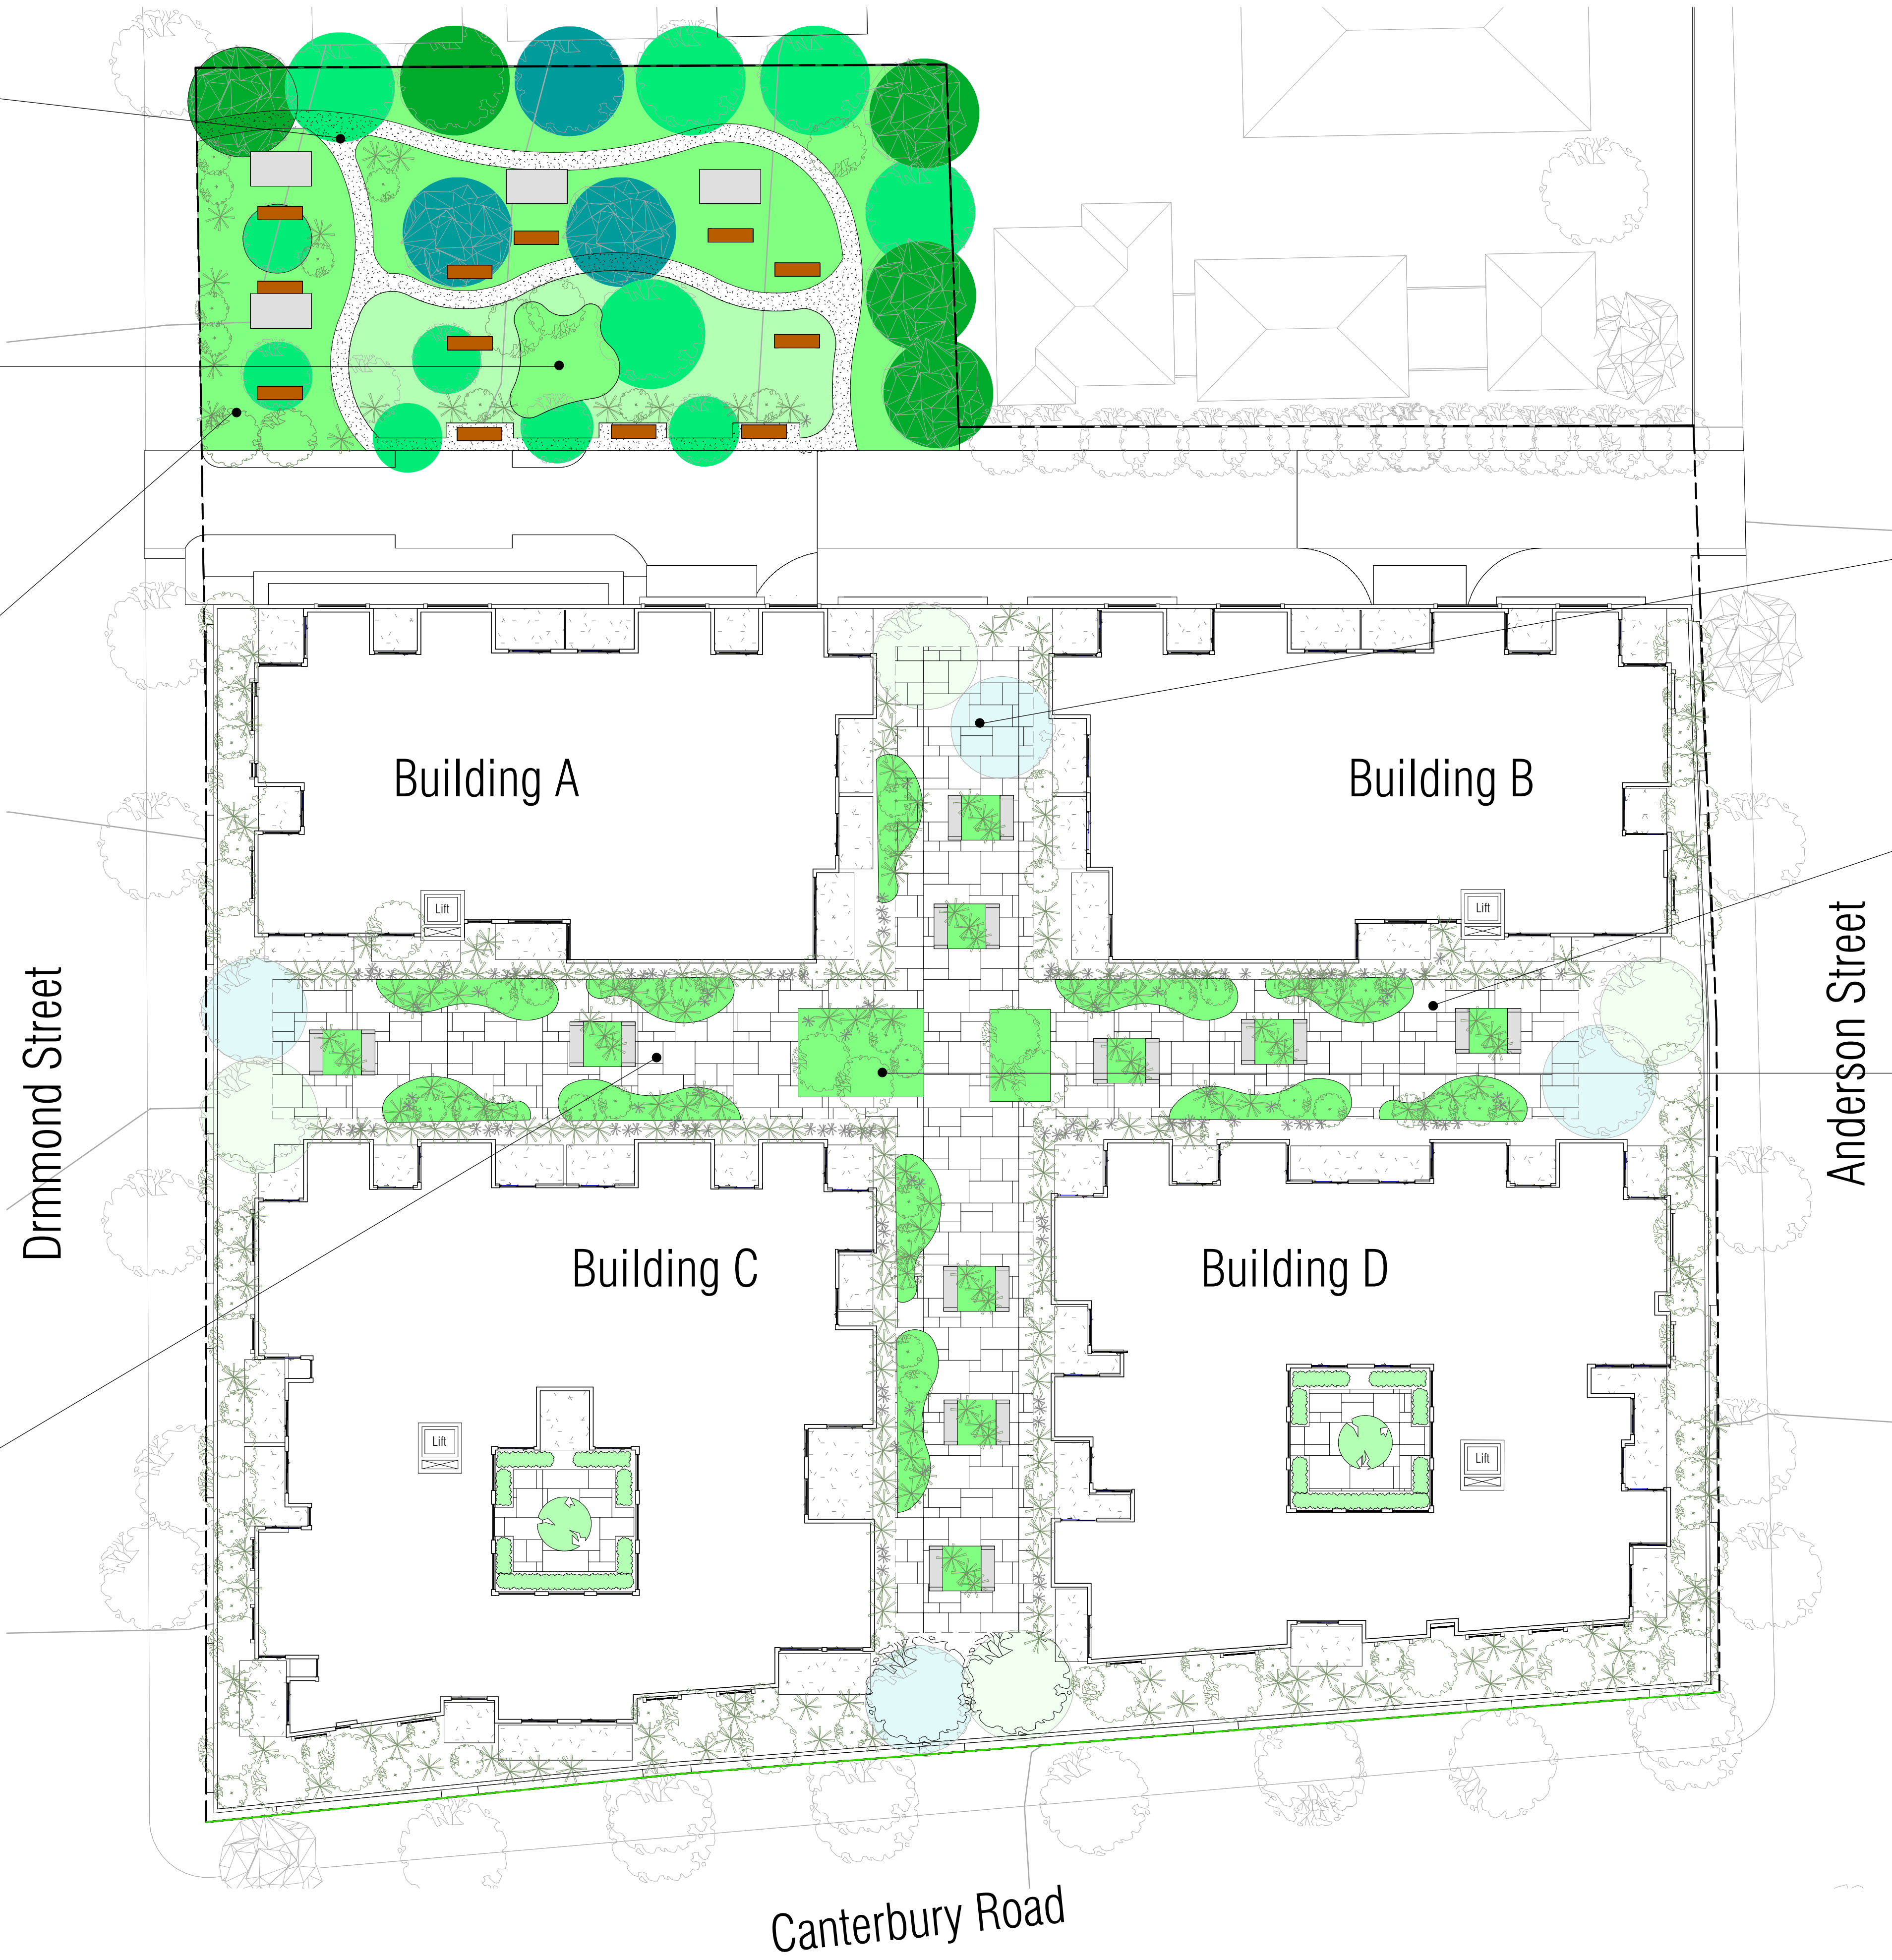 Building A
Building B
Lift
Lift
Drmmond Street
Anderson Street
Building C
Building D
Lift
Lift
Canterbury Road